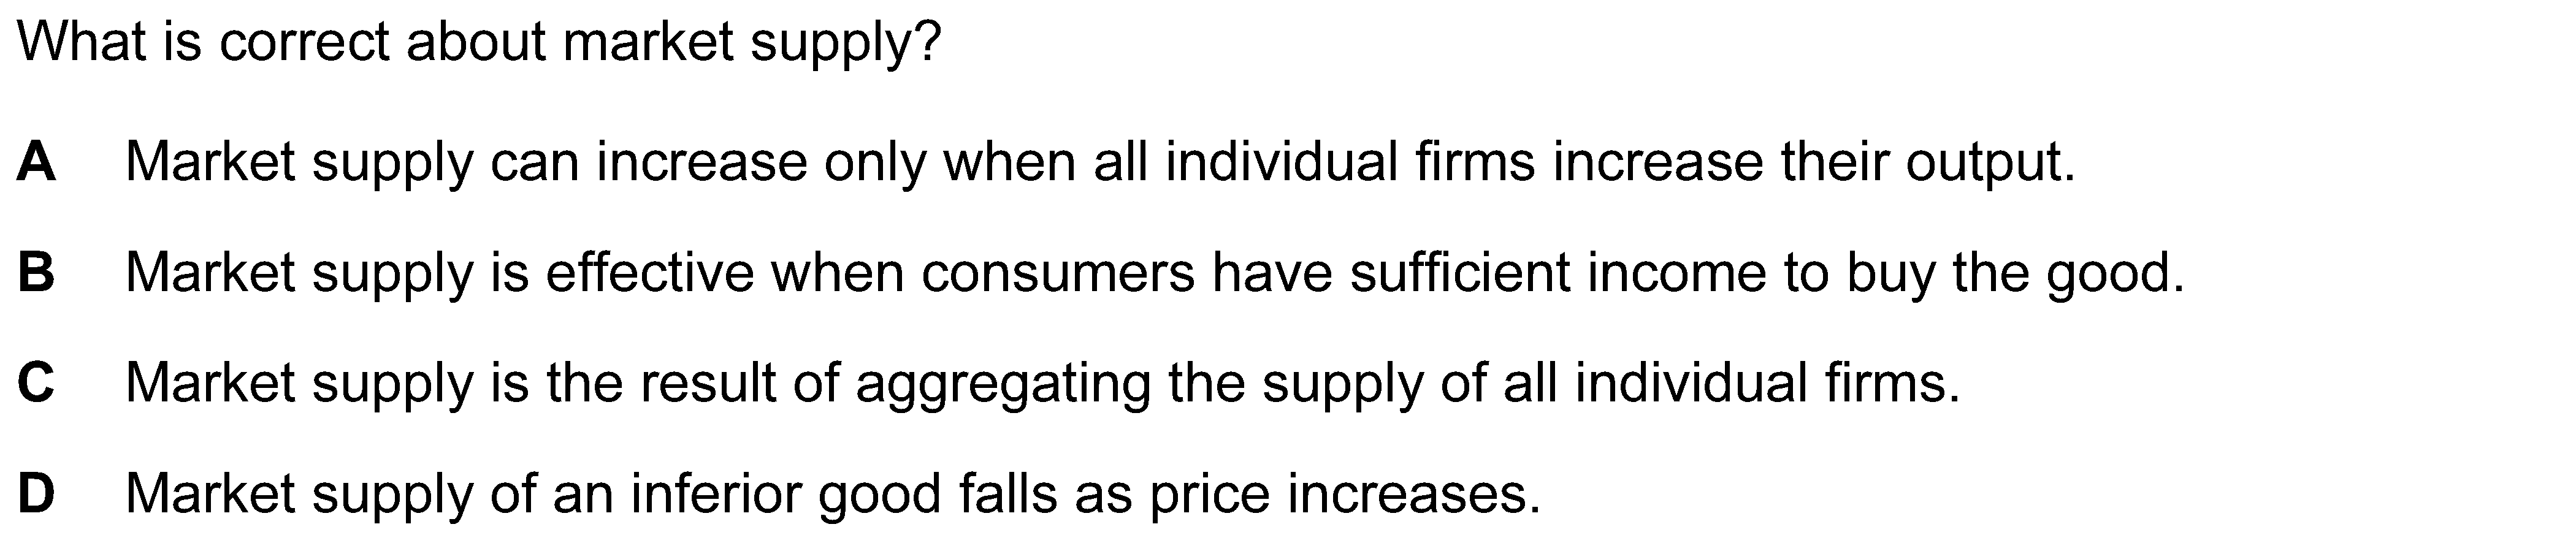 What is correct about market supply?
A Market supply can increase only when all individual firms increase their output.
B Market supply is effective when consumers have sufficient income to buy the good.
C Market supply is the result of aggregating the supply of all individual firms.
D Market supply of an inferior good falls as price increases.